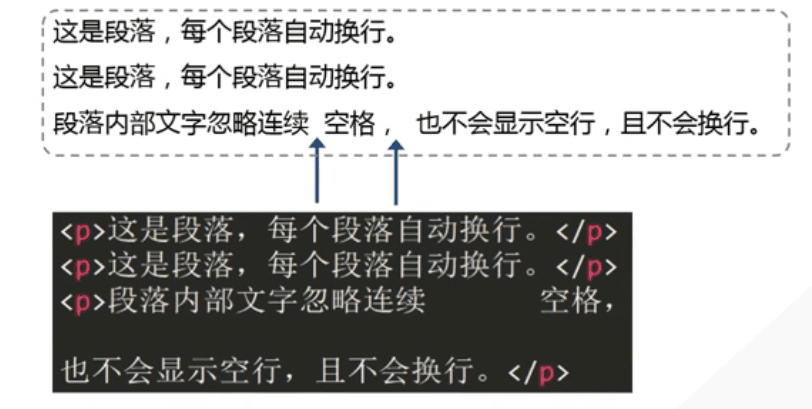 这是段落，每个段落自动换行。
这是段落，每个段落自动换行。
段落内部文字忽略连续 空格， 也不会显示空行，且不会换行。
<p>这是段落，每个段落自动换行。</p>
<p>这是段落，每个段落自动换行。</p>
<p>段落内部文字忽略连续       空格，
也不会显示空行，且不会换行。</p>